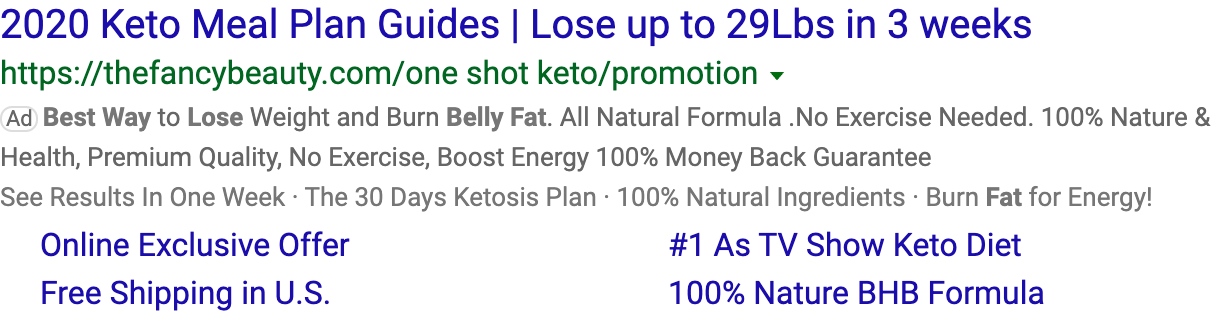 2020 Keto Meal Plan Guides | Lose up to 29Lbs in 3 weeks
https://thefancybeauty.com/one shot keto/promotion
Ad Best Way to Lose Weight and Burn Belly Fat. All Natural Formula .No Exercise Needed. 100% Nature &
Health, Premium Quality, No Exercise, Boost Energy 100% Money Back Guarantee
See Results In One Week · The 30 Days Ketosis Plan · 100% Natural Ingredients · Burn Fat for Energy!
Online Exclusive Offer
#1 As TV Show Keto Diet
Free Shipping in U.S.
100% Nature BHB Formula